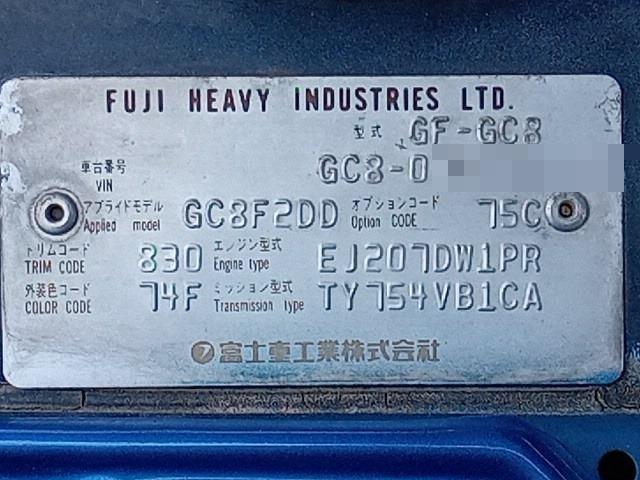 FUJI HEAVY INDUSTRIES LTD.
型式 GF-GC8
車台番号 VIN GC8-0
アプライドモデル Applied model GC8F2DD オプションコード Option CODE 75C
トリムコード TRIM CODE 830 エンジン型式 Engine type EJ207DW1PR
外装色コード COLOR CODE 74F ミッション型式 Transmission type TY754VB1CA
富士重工業株式会社